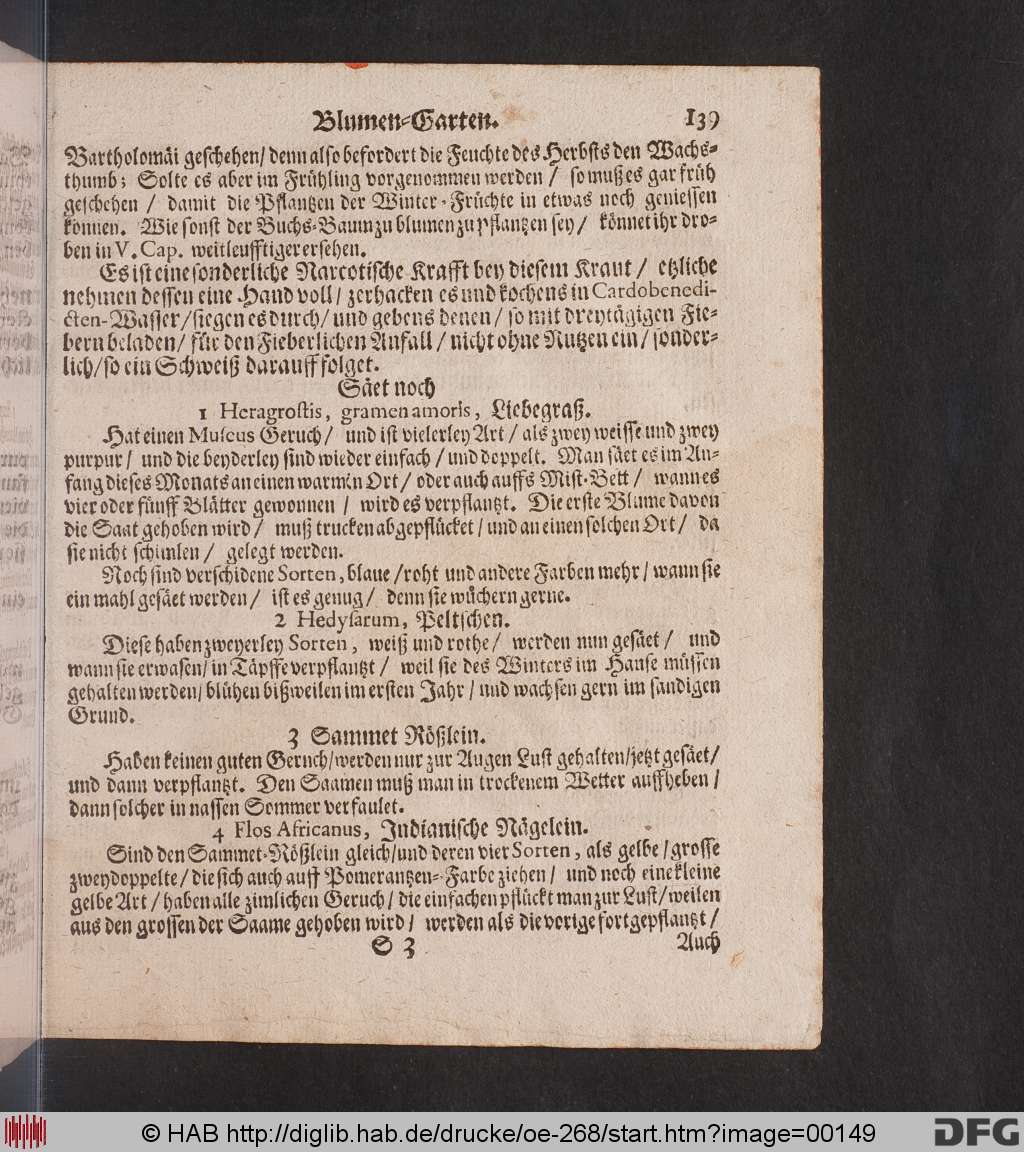 Blumen-Garten. 139
Bartholomäi geschehen/ denn also befordert die Feuchte des Herbsts den Wachs-
thumb; Solte es aber im Frühling vorgenommen werden / so muß es gar früh
geschehen / damit die Pflantzen der Winter-Früchte in etwas noch geniessen
können. Wie sonst der Buchs-Baum zu blumen zu pflantzen sey / könnet ihr dro-
ben in V. Cap. weitleufftiger ersehen.
Es ist eine sonderliche Narcotische Krafft bey diesem Kraut / etzliche
nehmen dessen eine Hand voll / zerhacken es und kochens in Cardobenedi-
cten-Wasser / siegen es durch / und gebens denen / so mit dreytägigen Fie-
bern beladen / für den Fieberlichen Anfall / nicht ohne Nutzen ein / sonder-
lich / so ein Schweiß darauff folget.
Säet noch
1 Heragrostis, gramen amoris, Liebegraß.
Hat einen Muscus Geruch / und ist vielerley Art / als zwey weisse und zwey
purpur / und die beyderley sind wieder einfach / und doppelt. Man säet es im An-
fang dieses Monats an einen warmen Ort / oder auch auffs Mist-Bett / wann es
vier oder fünff Blätter gewonnen / wird es verpflantzt. Die erste Blume davon
die Saat gehoben wird / muß trucken abgepflücket / und an einen solchen Ort / da
sie nicht schimlen / gelegt werden.
Noch sind verschidene Sorten, blaue / roht und andere Farben mehr / wann sie
ein mahl gesäet werden / ist es genug / denn sie wüchern gerne.
2 Hedysarum, Peltschen.
Diese haben zweyerley Sorten, weiß und rothe / werden nun gesäet / und
wann sie erwasen / in Täpffe verpflantzt / weil sie des Winters im Hause müssen
gehalten werden / blühen bißweilen im ersten Jahr / und wachsen gern im sandigen
Grund.
3 Sammet Rößlein.
Haben keinen guten Geruch / werden nur zur Augen Lust gehalten / jetzt gesäet /
und dann verpflantzt. Den Saamen muß man in trockenem Wetter auffheben /
dann solcher in nassen Sommer verfaulet.
4 Flos Africanus, Indianische Nägelein.
Sind den Sammet-Rößlein gleich / und deren vier Sorten, als gelbe / grosse
zweydoppelte / die sich auch auff Pomerantzen-Farbe ziehen / und noch eine kleine
gelbe Art / haben alle zimlichen Geruch / die einfachen pflückt man zur Lust / weilen
aus den grossen der Saame gehoben wird / werden als die vorige fortgepflantzt /
S 3 Auch
© HAB http://diglib.hab.de/drucke/oe-268/start.htm?image=00149
DFG